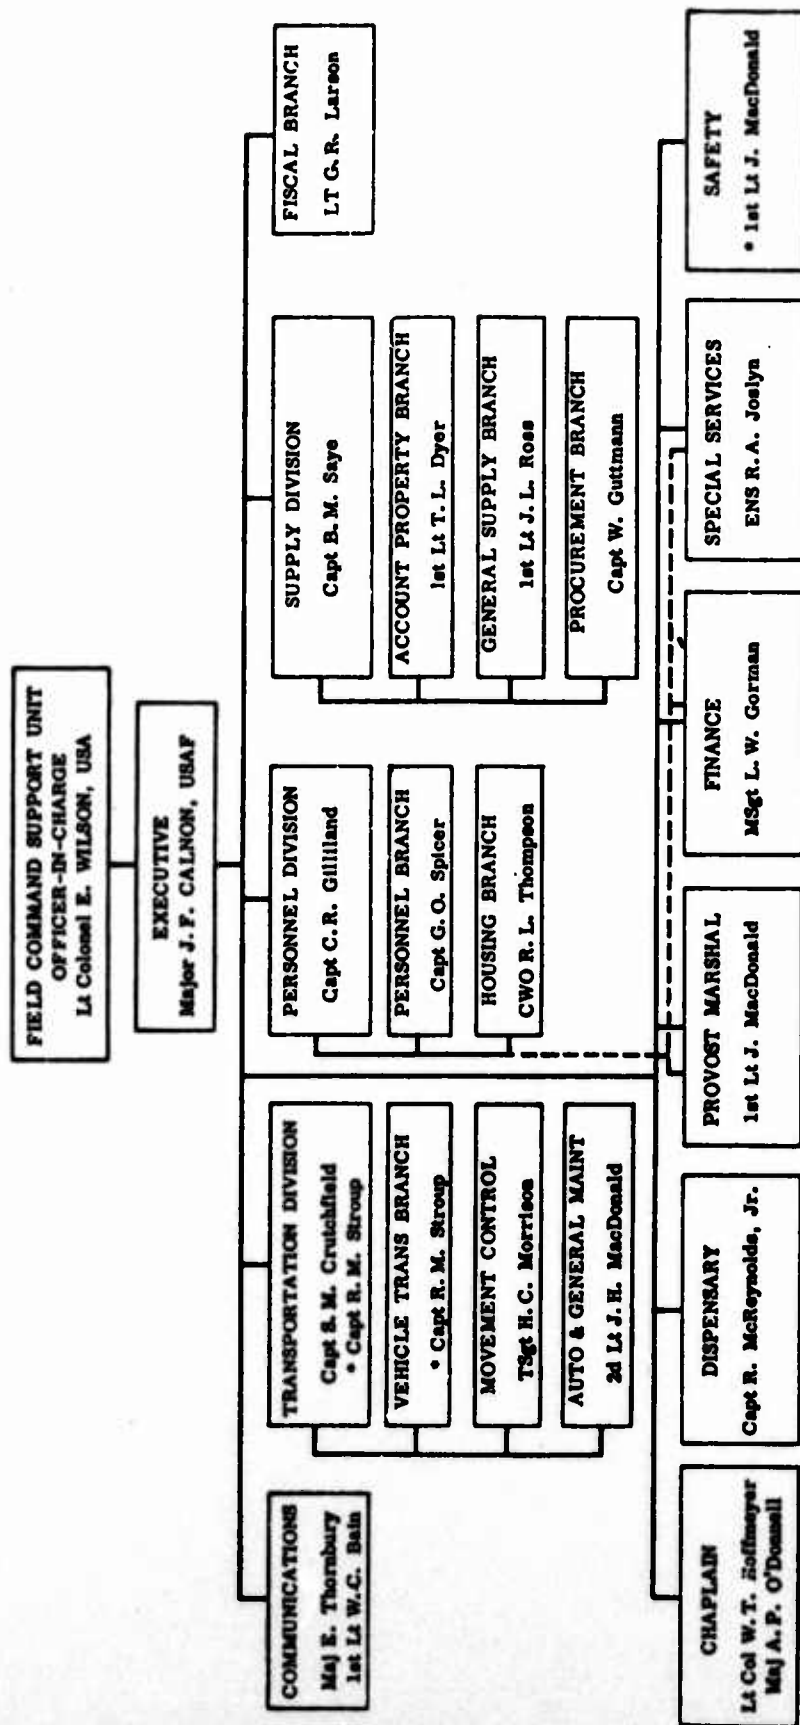 FIELD COMMAND SUPPORT UNIT
OFFICER-IN-CHARGE
Lt Colonel E. WILSON, USA
EXECUTIVE
Major J. F. CALNON, USAF
COMMUNICATIONS
Maj E. Thornbury
1st Lt W. C. Bain
TRANSPORTATION DIVISION
Capt S. M. Crutchfield
* Capt R. M. Stroup
VEHICLE TRANS BRANCH
* Capt R. M. Stroup
MOVEMENT CONTROL
TSgt H. C. Morrison
AUTO & GENERAL MAINT
2d Lt J. H. MacDonald
PERSONNEL DIVISION
Capt C. R. Gilliland
PERSONNEL BRANCH
Capt G. O. Spicer
HOUSING BRANCH
CWO R. L. Thompson
SUPPLY DIVISION
Capt B. M. Saye
ACCOUNT PROPERTY BRANCH
1st Lt T. L. Dyer
GENERAL SUPPLY BRANCH
1st Lt J. L. Ross
PROCUREMENT BRANCH
Capt W. Guttmann
FISCAL BRANCH
LT G. R. Larson
CHAPLAIN
Lt Col W. T. Hoffmeyer
Maj A. P. O'Donnell
DISPENSARY
Capt R. McReynolds, Jr.
PROVOST MARSHAL
1st Lt J. MacDonald
FINANCE
MSgt L. W. Gorman
SPECIAL SERVICES
ENS R. A. Joslyn
SAFETY
* 1st Lt J. MacDonald